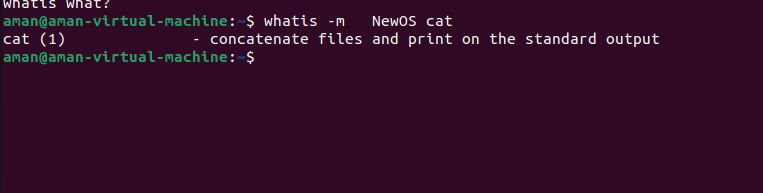 whatis what?
aman@aman-virtual-machine:~$ whatis -m   NewOS cat
cat (1)              - concatenate files and print on the standard output
aman@aman-virtual-machine:~$